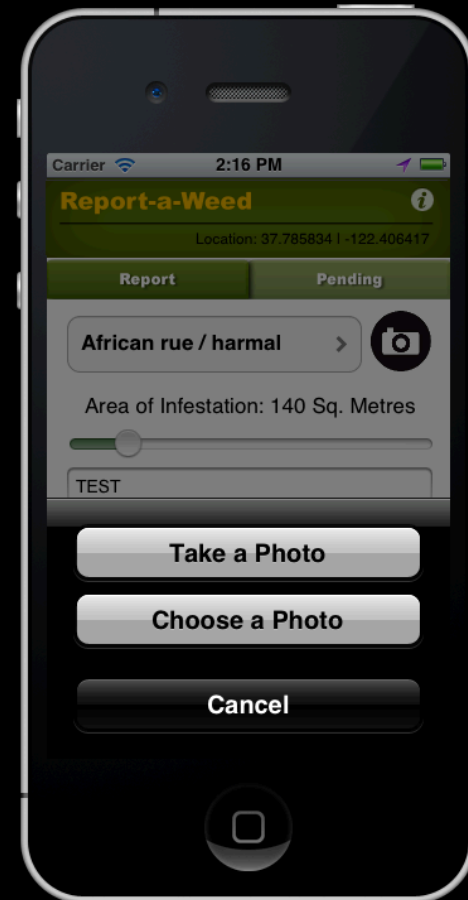 Carrier 2:16 PM
Report-a-Weed
Location: 37.785834 | -122.406417
Report Pending
African rue / harmal
Area of Infestation: 140 Sq. Metres
TEST
Take a Photo
Choose a Photo
Cancel